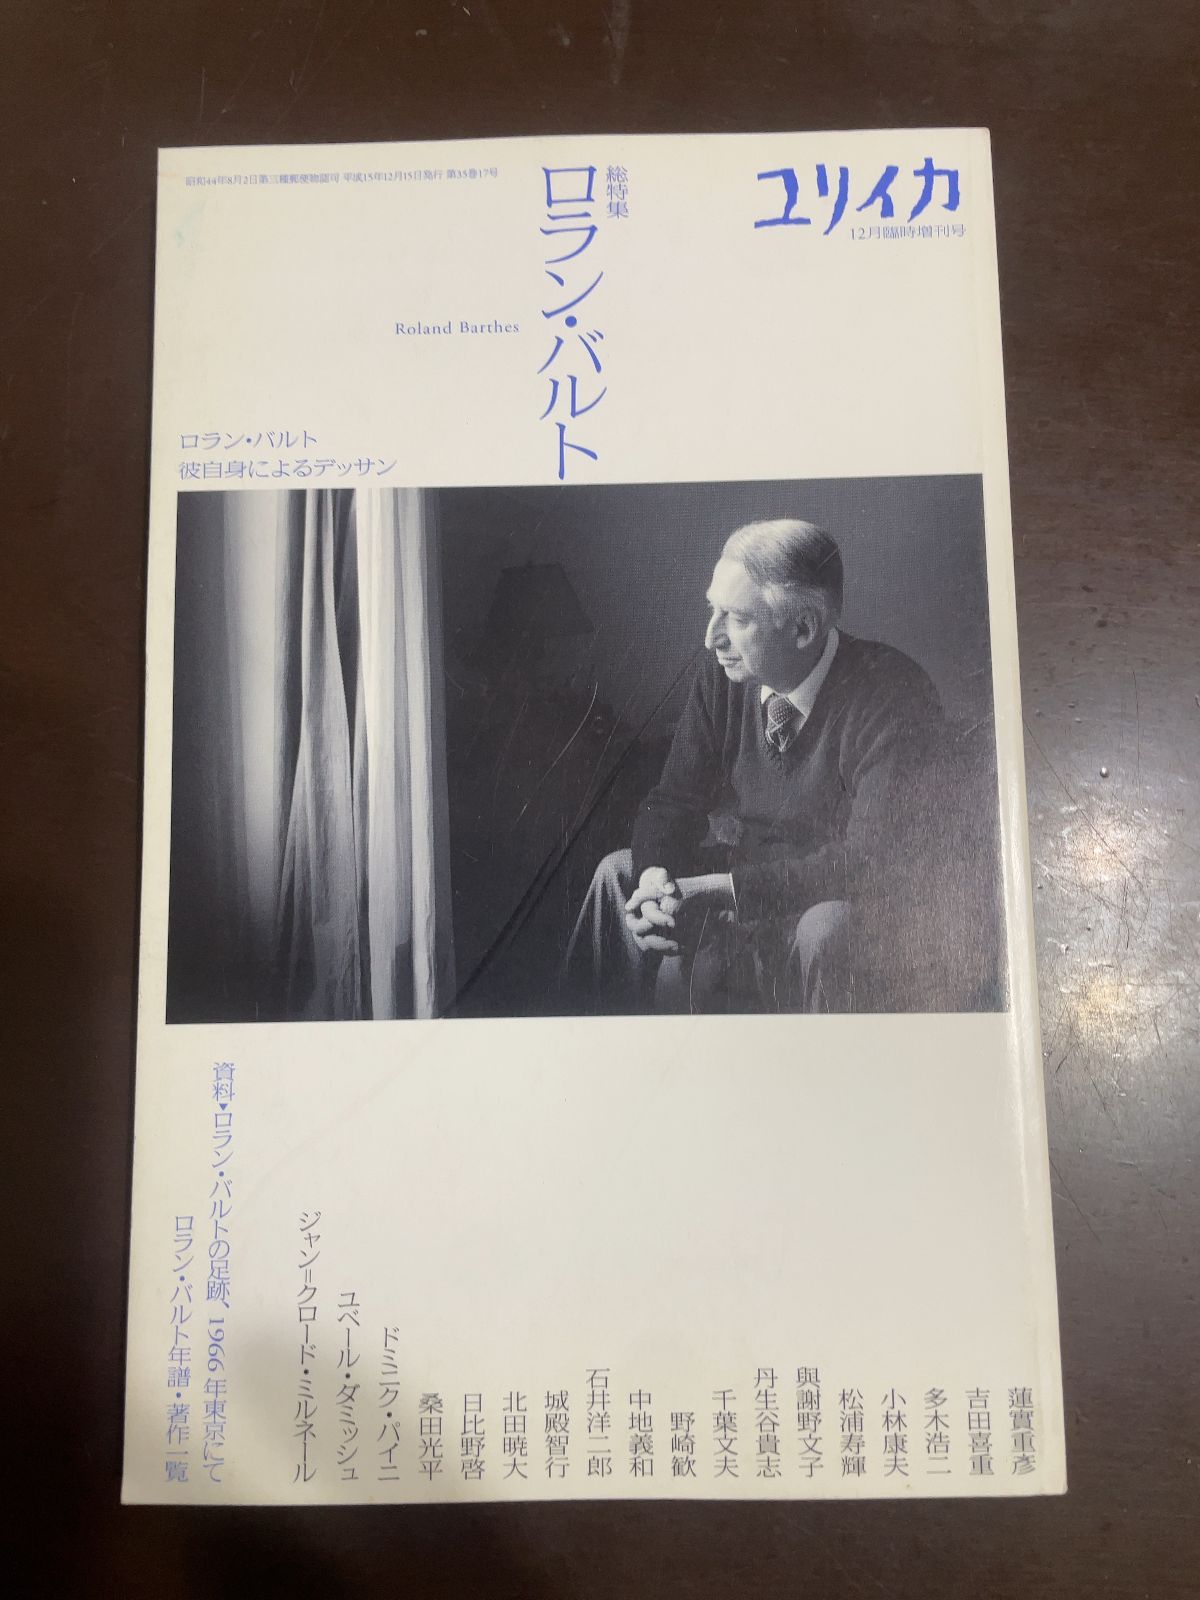 昭和44年8月2日第三種郵便物認可 平成15年12月15日発行 第35巻17号
ユリイカ
12月臨時増刊号
総特集
ロラン・バルト
Roland Barthes
ロラン・バルト
彼自身によるデッサン
蓮實重彦
吉田喜重
多木浩二
小林康夫
松浦寿輝
與謝野文子
丹生谷貴志
千葉文夫
野崎歓
中地義和
石井洋二郎
城殿智行
北田暁大
日比野啓
桑田光平
ドミニク・パイニ
ユベール・ダミッシュ
ジャン＝クロード・ミルネール
資料▼ロラン・バルトの足跡、1966年東京にて
ロラン・バルト年譜・著作一覧